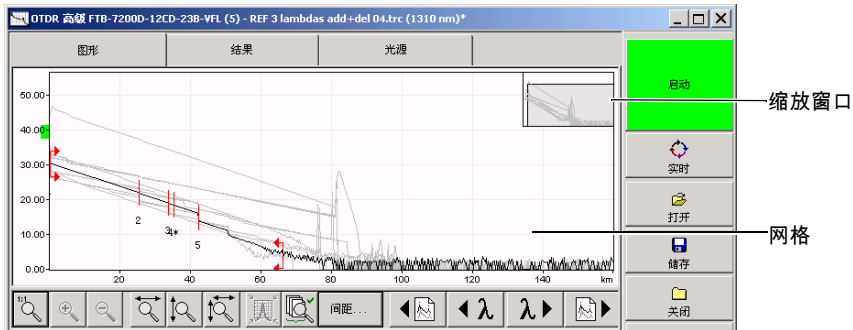 OTDR 高级 FTB-7200D-12CD-23B-VFL (5) - REF 3 lambdas add+del 04.trc (1310 nm)*
图形
结果
光源
启动
缩放窗口
50.00
40.00
30.00
20.00
10.00
0.00
2
3
4*
5
20
40
60
80
100
120
140
km
实时
打开
网格
储存
关闭
1:1
间距...
λ
λ